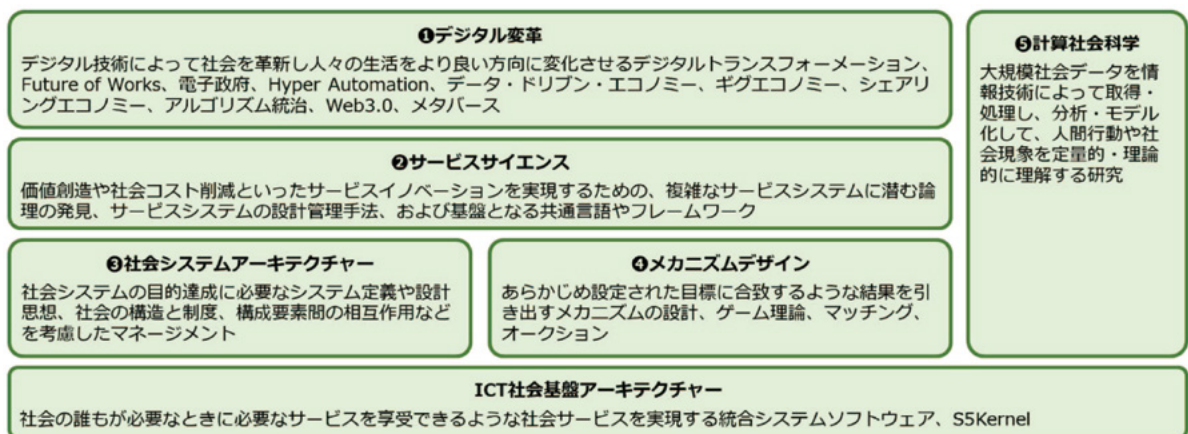 ❶デジタル変革
デジタル技術によって社会を革新し人々の生活をより良い方向に変化させるデジタルトランスフォーメーション、
Future of Works、電子政府、Hyper Automation、データ・ドリブン・エコノミー、ギグエコノミー、シェアリ
ングエコノミー、アルゴリズム統治、Web3.0、メタバース
❷サービスサイエンス
価値創造や社会コスト削減といったサービスイノベーションを実現するための、複雑なサービスシステムに潜む論
理の発見、サービスシステムの設計管理手法、および基盤となる共通言語やフレームワーク
❸社会システムアーキテクチャー
社会システムの目的達成に必要なシステム定義や設計
思想、社会の構造と制度、構成要素間の相互作用など
を考慮したマネージメント
❹メカニズムデザイン
あらかじめ設定された目標に合致するような結果を引
き出すメカニズムの設計、ゲーム理論、マッチング、
オークション
❺計算社会科学
大規模社会データを情
報技術によって取得・
処理し、分析・モデル
化して、人間行動や社
会現象を定量的・理論
的に理解する研究
ICT社会基盤アーキテクチャー
社会の誰もが必要なときに必要なサービスを享受できるような社会サービスを実現する統合システムソフトウェア、S5Kernel